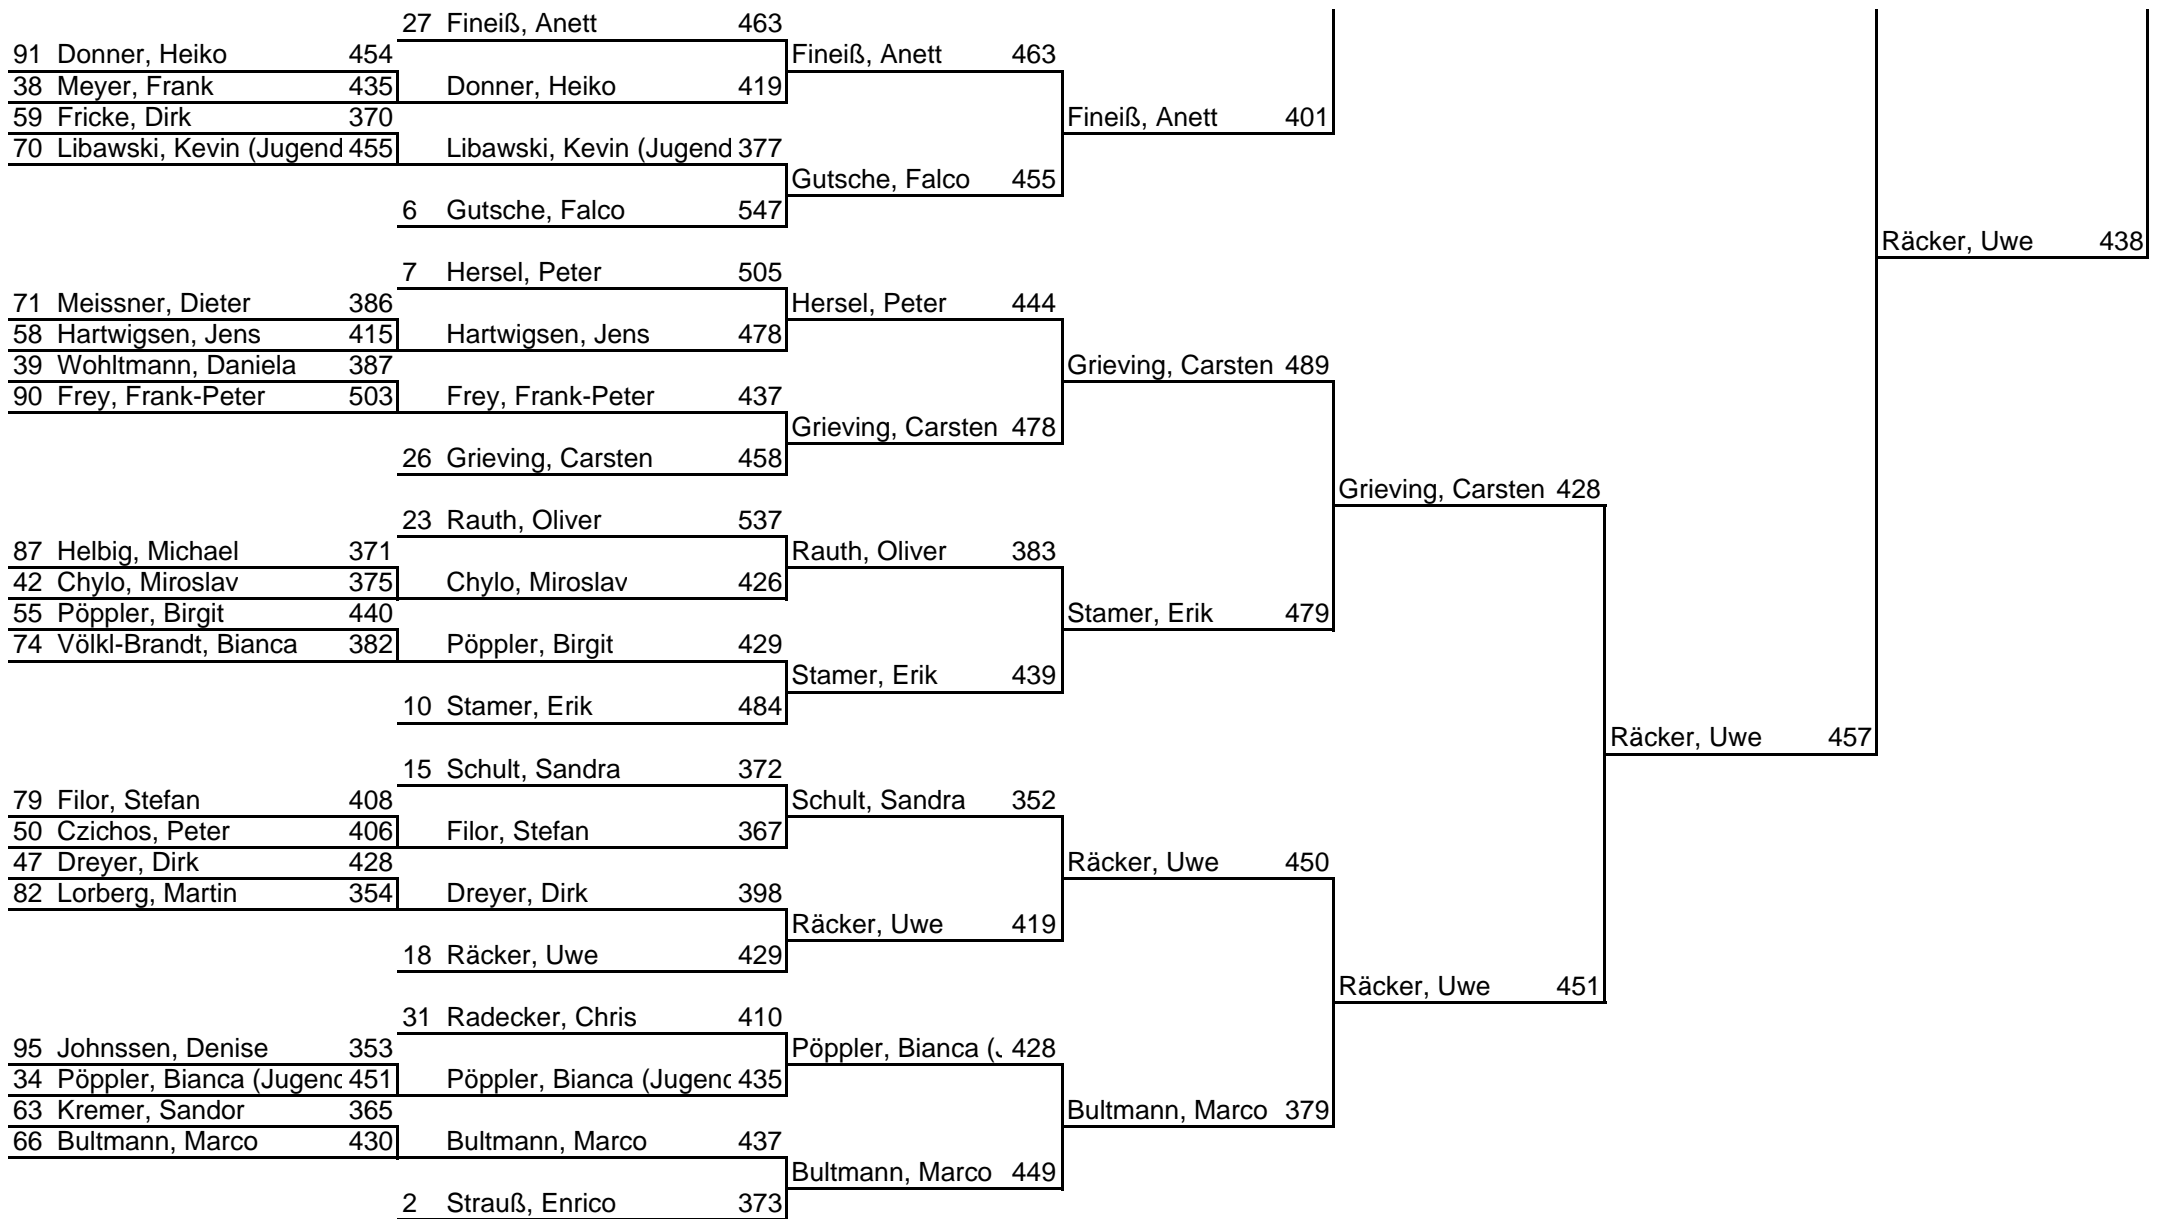 27 Fineiß, Anett 463
91 Donner, Heiko 454 Fineiß, Anett 463
38 Meyer, Frank 435 Donner, Heiko 419
59 Fricke, Dirk 370 Fineiß, Anett 401
70 Libawski, Kevin (Jugend 455 Libawski, Kevin (Jugend 377
Gutsche, Falco 455
6 Gutsche, Falco 547
Räcker, Uwe 438
7 Hersel, Peter 505
71 Meissner, Dieter 386 Hersel, Peter 444
58 Hartwigsen, Jens 415 Hartwigsen, Jens 478
39 Wohltmann, Daniela 387 Grieving, Carsten 489
90 Frey, Frank-Peter 503 Frey, Frank-Peter 437
Grieving, Carsten 478
26 Grieving, Carsten 458
Grieving, Carsten 428
23 Rauth, Oliver 537
87 Helbig, Michael 371 Rauth, Oliver 383
42 Chylo, Miroslav 375 Chylo, Miroslav 426
55 Pöppler, Birgit 440 Stamer, Erik 479
74 Völkl-Brandt, Bianca 382 Pöppler, Birgit 429
Stamer, Erik 439
10 Stamer, Erik 484
Räcker, Uwe 457
15 Schult, Sandra 372
79 Filor, Stefan 408 Schult, Sandra 352
50 Czichos, Peter 406 Filor, Stefan 367
47 Dreyer, Dirk 428 Räcker, Uwe 450
82 Lorberg, Martin 354 Dreyer, Dirk 398
Räcker, Uwe 419
18 Räcker, Uwe 429
Räcker, Uwe 451
31 Radecker, Chris 410
95 Johnssen, Denise 353 Pöppler, Bianca ( 428
34 Pöppler, Bianca (Jugend 451 Pöppler, Bianca (Jugend 435
63 Kremer, Sandor 365 Bultmann, Marco 379
66 Bultmann, Marco 430 Bultmann, Marco 437
Bultmann, Marco 449
2 Strauß, Enrico 373